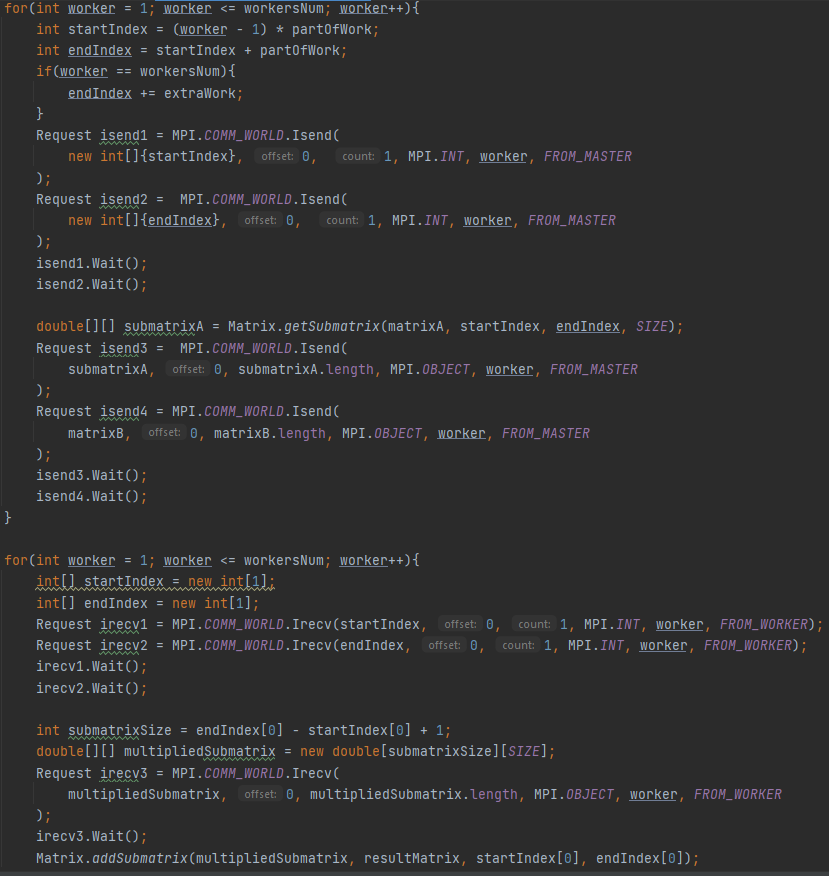 for(int worker = 1; worker <= workersNum; worker++){
    int startIndex = (worker - 1) * partOfWork;
    int endIndex = startIndex + partOfWork;
    if(worker == workersNum){
        endIndex += extraWork;
    }
    Request isend1 = MPI.COMM_WORLD.Isend(
        new int[]{startIndex}, offset: 0, count: 1, MPI.INT, worker, FROM_MASTER
    );
    Request isend2 =  MPI.COMM_WORLD.Isend(
        new int[]{endIndex}, offset: 0, count: 1, MPI.INT, worker, FROM_MASTER
    );
    isend1.Wait();
    isend2.Wait();

    double[][] submatrixA = Matrix.getSubmatrix(matrixA, startIndex, endIndex, SIZE);
    Request isend3 =  MPI.COMM_WORLD.Isend(
        submatrixA, offset: 0, submatrixA.length, MPI.OBJECT, worker, FROM_MASTER
    );
    Request isend4 = MPI.COMM_WORLD.Isend(
        matrixB, offset: 0, matrixB.length, MPI.OBJECT, worker, FROM_MASTER
    );
    isend3.Wait();
    isend4.Wait();
}

for(int worker = 1; worker <= workersNum; worker++){
    int[] startIndex = new int[1];
    int[] endIndex = new int[1];
    Request irecv1 = MPI.COMM_WORLD.Irecv(startIndex, offset: 0, count: 1, MPI.INT, worker, FROM_WORKER);
    Request irecv2 = MPI.COMM_WORLD.Irecv(endIndex, offset: 0, count: 1, MPI.INT, worker, FROM_WORKER);
    irecv1.Wait();
    irecv2.Wait();

    int submatrixSize = endIndex[0] - startIndex[0] + 1;
    double[][] multipliedSubmatrix = new double[submatrixSize][SIZE];
    Request irecv3 = MPI.COMM_WORLD.Irecv(
        multipliedSubmatrix, offset: 0, multipliedSubmatrix.length, MPI.OBJECT, worker, FROM_WORKER
    );
    irecv3.Wait();
    Matrix.addSubmatrix(multipliedSubmatrix, resultMatrix, startIndex[0], endIndex[0]);